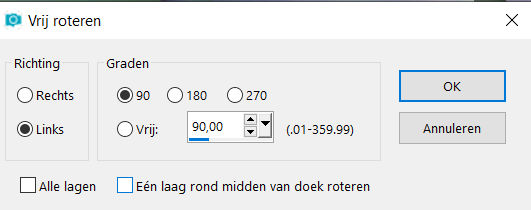 Vrij roteren
Richting
Rechts
Links
Graden
90 180 270
Vrij: 90,00 (.01-359.99)
OK
Annuleren
Alle lagen
Eén laag rond midden van doek roteren